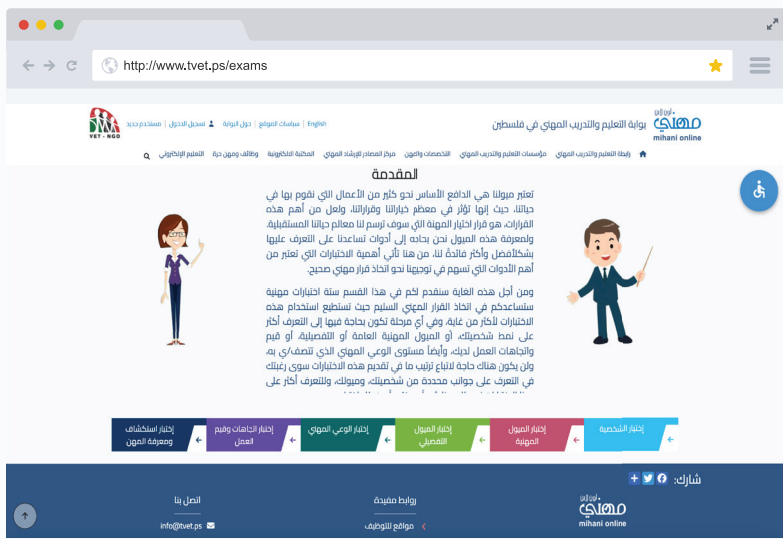 http://www.tvet.ps/exams
أون لاين
مهني
mihani online
بوابة التعليم والتدريب المهني في فلسطين
English | سياسات الموقع | حول البوابة | تسجيل الدخول | مستخدم جديد
VET - NGO
رابطة التعليم والتدريب المهني مؤسسات التعليم والتدريب المهني التخصصات والمهن مركز المصادر للإرشاد المهني المكتبة الالكترونية وظائف ومهن حرة التعليم الإلكتروني
المقدمة
تعتبر ميولنا هي الدافع الأساس نحو كثير من الأعمال التي نقوم بها في
حياتنا، حيث إنها تؤثر في معظم خياراتنا وقراراتنا، ولعل من أهم هذه
القرارات، هو قرار اختيار المهنة التي سوف ترسم لنا معالم حياتنا المستقبلية.
ولمعرفة هذه الميول نحن بحاجه إلى أدوات تساعدنا على التعرف عليها
بشكلأفضل وأكثر فائدةً لنا، من هنا تأتي أهمية الاختبارات التي تعتبر من
أهم الأدوات التي تسهم في توجيهنا نحو اتخاذ قرار مهني صحيح.
ومن أجل هذه الغاية سنقدم لكم في هذا القسم ستة اختبارات مهنية
ستساعدكم في اتخاذ القرار المهني السليم حيث تستطيع استخدام هذه
الاختبارات لأكثر من غاية، وفي أي مرحلة تكون بحاجة فيها إلى التعرف أكثر
على نمط شخصيتك، أو الميول المهنية العامة أو التفصيلية، أو قيم
واتجاهات العمل لديك، وأيضاً مستوى الوعي المهني الذي تتصف/ي به،
ولن يكون هناك حاجة لاتباع ترتيب ما في تقديم هذه الاختبارات سوى رغبتك
في التعرف على جوانب محددة من شخصيتك، وميولك، وللتعرف أكثر على
إختبار الشخصية
إختبار الميول المهنية
إختبار الميول التفصيلي
إختبار الوعي المهني
إختبار اتجاهات وقيم العمل
إختبار استكشاف ومعرفة المهن
شارك:
أون لاين
مهني
mihani online
روابط مفيدة
مواقع للتوظيف
اتصل بنا
info@tvet.ps